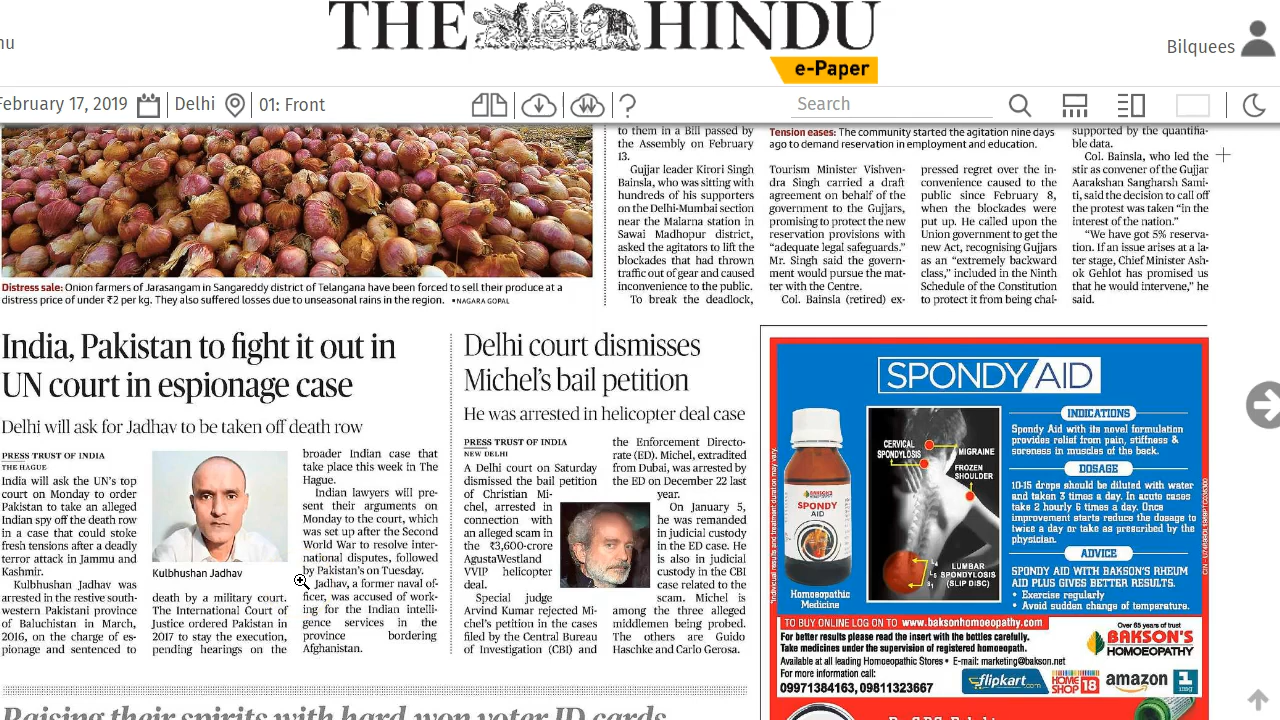 nu
THE HINDU
e-Paper
Bilquees
February 17, 2019
Delhi
01: Front
Search
Distress sale: Onion farmers of Jarasangam in Sangareddy district of Telangana have been forced to sell their produce at a
distress price of under ₹2 per kg. They also suffered losses due to unseasonal rains in the region. • NAGARA GOPAL
to them in a Bill passed by
the Assembly on February
13.
Gujjar leader Kirori Singh
Bainsla, who was sitting with
hundreds of his supporters
on the Delhi-Mumbai section
near the Malarna station in
Sawai Madhopur district,
asked the agitators to lift the
blockades that had thrown
traffic out of gear and caused
inconvenience to the public.
To break the deadlock,
Tension eases: The community started the agitation nine days
ago to demand reservation in employment and education.
Tourism Minister Vishven-
dra Singh carried a draft
agreement on behalf of the
government to the Gujjars,
promising to protect the new
reservation provisions with
“adequate legal safeguards.”
Mr. Singh said the govern-
ment would pursue the mat-
ter with the Centre.
Col. Bainsla (retired) ex-
pressed regret over the in-
convenience caused to the
public since February 8,
when the blockades were
put up. He called upon the
Union government to get the
new Act, recognising Gujjars
as an “extremely backward
class,” included in the Ninth
Schedule of the Constitution
to protect it from being chal-
supported by the quantifia-
ble data.
Col. Bainsla, who led the
stir as convener of the Gujjar
Aarakshan Sangharsh Sami-
ti, said the decision to call off
the protest was taken “in the
interest of the nation.”
“We have got 5% reserva-
tion. If an issue arises at a la-
ter stage, Chief Minister Ash-
ok Gehlot has promised us
that he would intervene,” he
said.
India, Pakistan to fight it out in
UN court in espionage case
Delhi will ask for Jadhav to be taken off death row
PRESS TRUST OF INDIA
THE HAGUE
India will ask the UN’s top
court on Monday to order
Pakistan to take an alleged
Indian spy off the death row
in a case that could stoke
fresh tensions after a deadly
terror attack in Jammu and
Kashmir.
Kulbhushan Jadhav was
arrested in the restive south-
western Pakistani province
of Baluchistan in March,
2016, on the charge of es-
pionage and sentenced to
Kulbhushan Jadhav
death by a military court.
The International Court of
Justice ordered Pakistan in
2017 to stay the execution,
pending hearings on the
broader Indian case that
take place this week in The
Hague.
Indian lawyers will pre-
sent their arguments on
Monday to the court, which
was set up after the Second
World War to resolve inter-
national disputes, followed
by Pakistan’s on Tuesday.
Jadhav, a former naval of-
ficer, was accused of work-
ing for the Indian intelli-
gence services in the
province bordering
Afghanistan.
Delhi court dismisses
Michel’s bail petition
He was arrested in helicopter deal case
PRESS TRUST OF INDIA
NEW DELHI
A Delhi court on Saturday
dismissed the bail petition
of Christian Mi-
chel, arrested in
connection with
an alleged scam in
the ₹3,600-crore
AgustaWestland
VVIP helicopter
deal.
Special judge
Arvind Kumar rejected Mi-
chel’s petition in the cases
filed by the Central Bureau
of Investigation (CBI) and
the Enforcement Directo-
rate (ED). Michel, extradited
from Dubai, was arrested by
the ED on December 22 last
year.
On January 5,
he was remanded
in judicial custody
in the ED case. He
is also in judicial
custody in the CBI
case related to the
scam. Michel is
among the three alleged
middlemen being probed.
The others are Guido
Haschke and Carlo Gerosa.
SPONDY AID
BAKSON'S
SPONDY
AID
Homoeopathic
Medicine
CERVICAL
SPONDYLOSIS
MIGRAINE
FROZEN
SHOULDER
LUMBAR
SPONDYLOSIS
(SLIP DISC)
INDICATIONS
Spondy Aid with its novel formulation
provides relief from pain, stiffness &
soreness in muscles of the back.
DOSAGE
10-15 drops should be diluted with water
and taken 3 times a day. In acute cases
take 2 hourly 6 times a day. Once
improvement starts reduce the dosage to
twice a day or take as prescribed by the
physician.
ADVICE
SPONDY AID WITH BAKSON'S RHEUM
AID PLUS GIVES BETTER RESULTS.
• Exercise regularly
• Avoid sudden change of temperature.
*Individual results and treatment duration may vary.
TO BUY ONLINE LOG ON TO www.baksonhomoeopathy.com
For better results please read the insert with the bottles carefully.
Take medicines under the supervision of registered homoeopath.
Available at all leading Homoeopathic Stores • E-mail: marketing@bakson.net
For more information call:
09971384163, 09811323667
Over 65 years of trust
BAKSON'S
HOMOEOPATHY
flipkart.com
HOME
SHOP 18
amazon
1
mg
Raising their spirits with hard-won voter ID cards